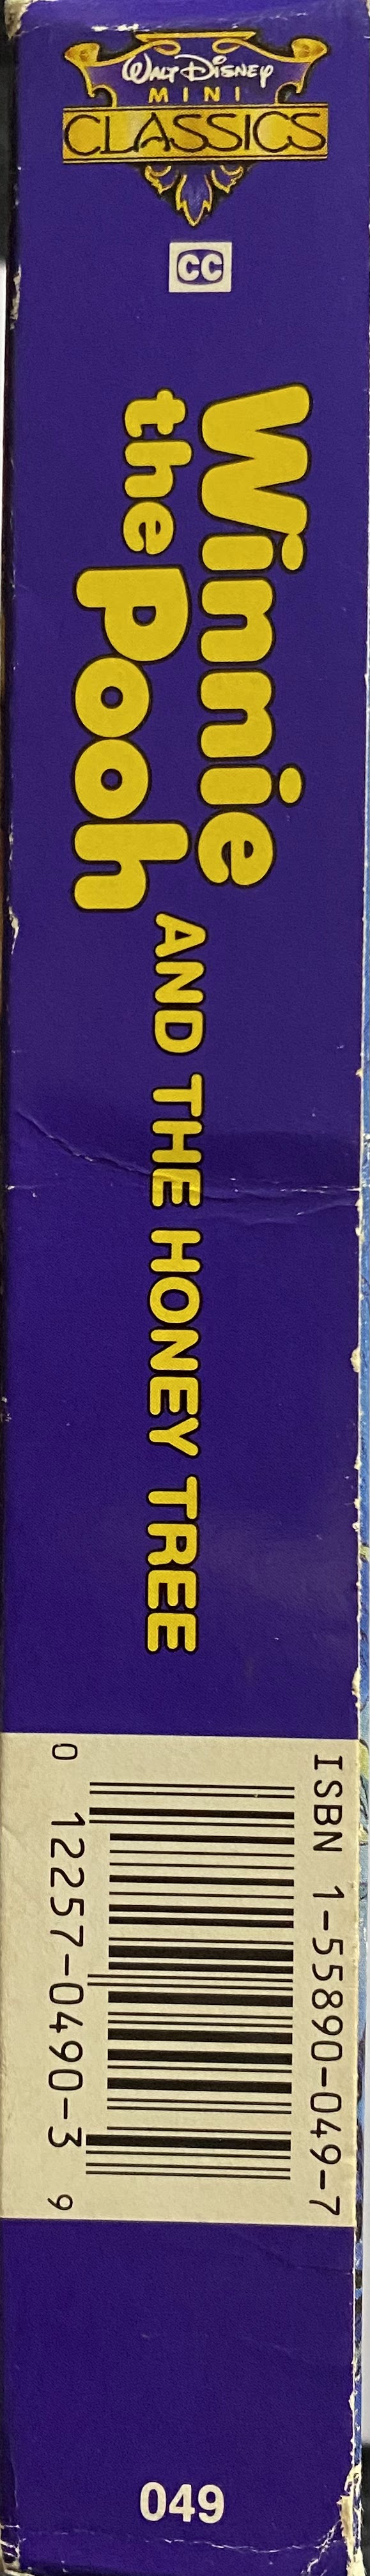 Walt Disney
MINI
CLASSICS
CC
Winnie
the Pooh
AND THE HONEY TREE
ISBN 1-55890-049-7
0 12257-0490-3 9
049